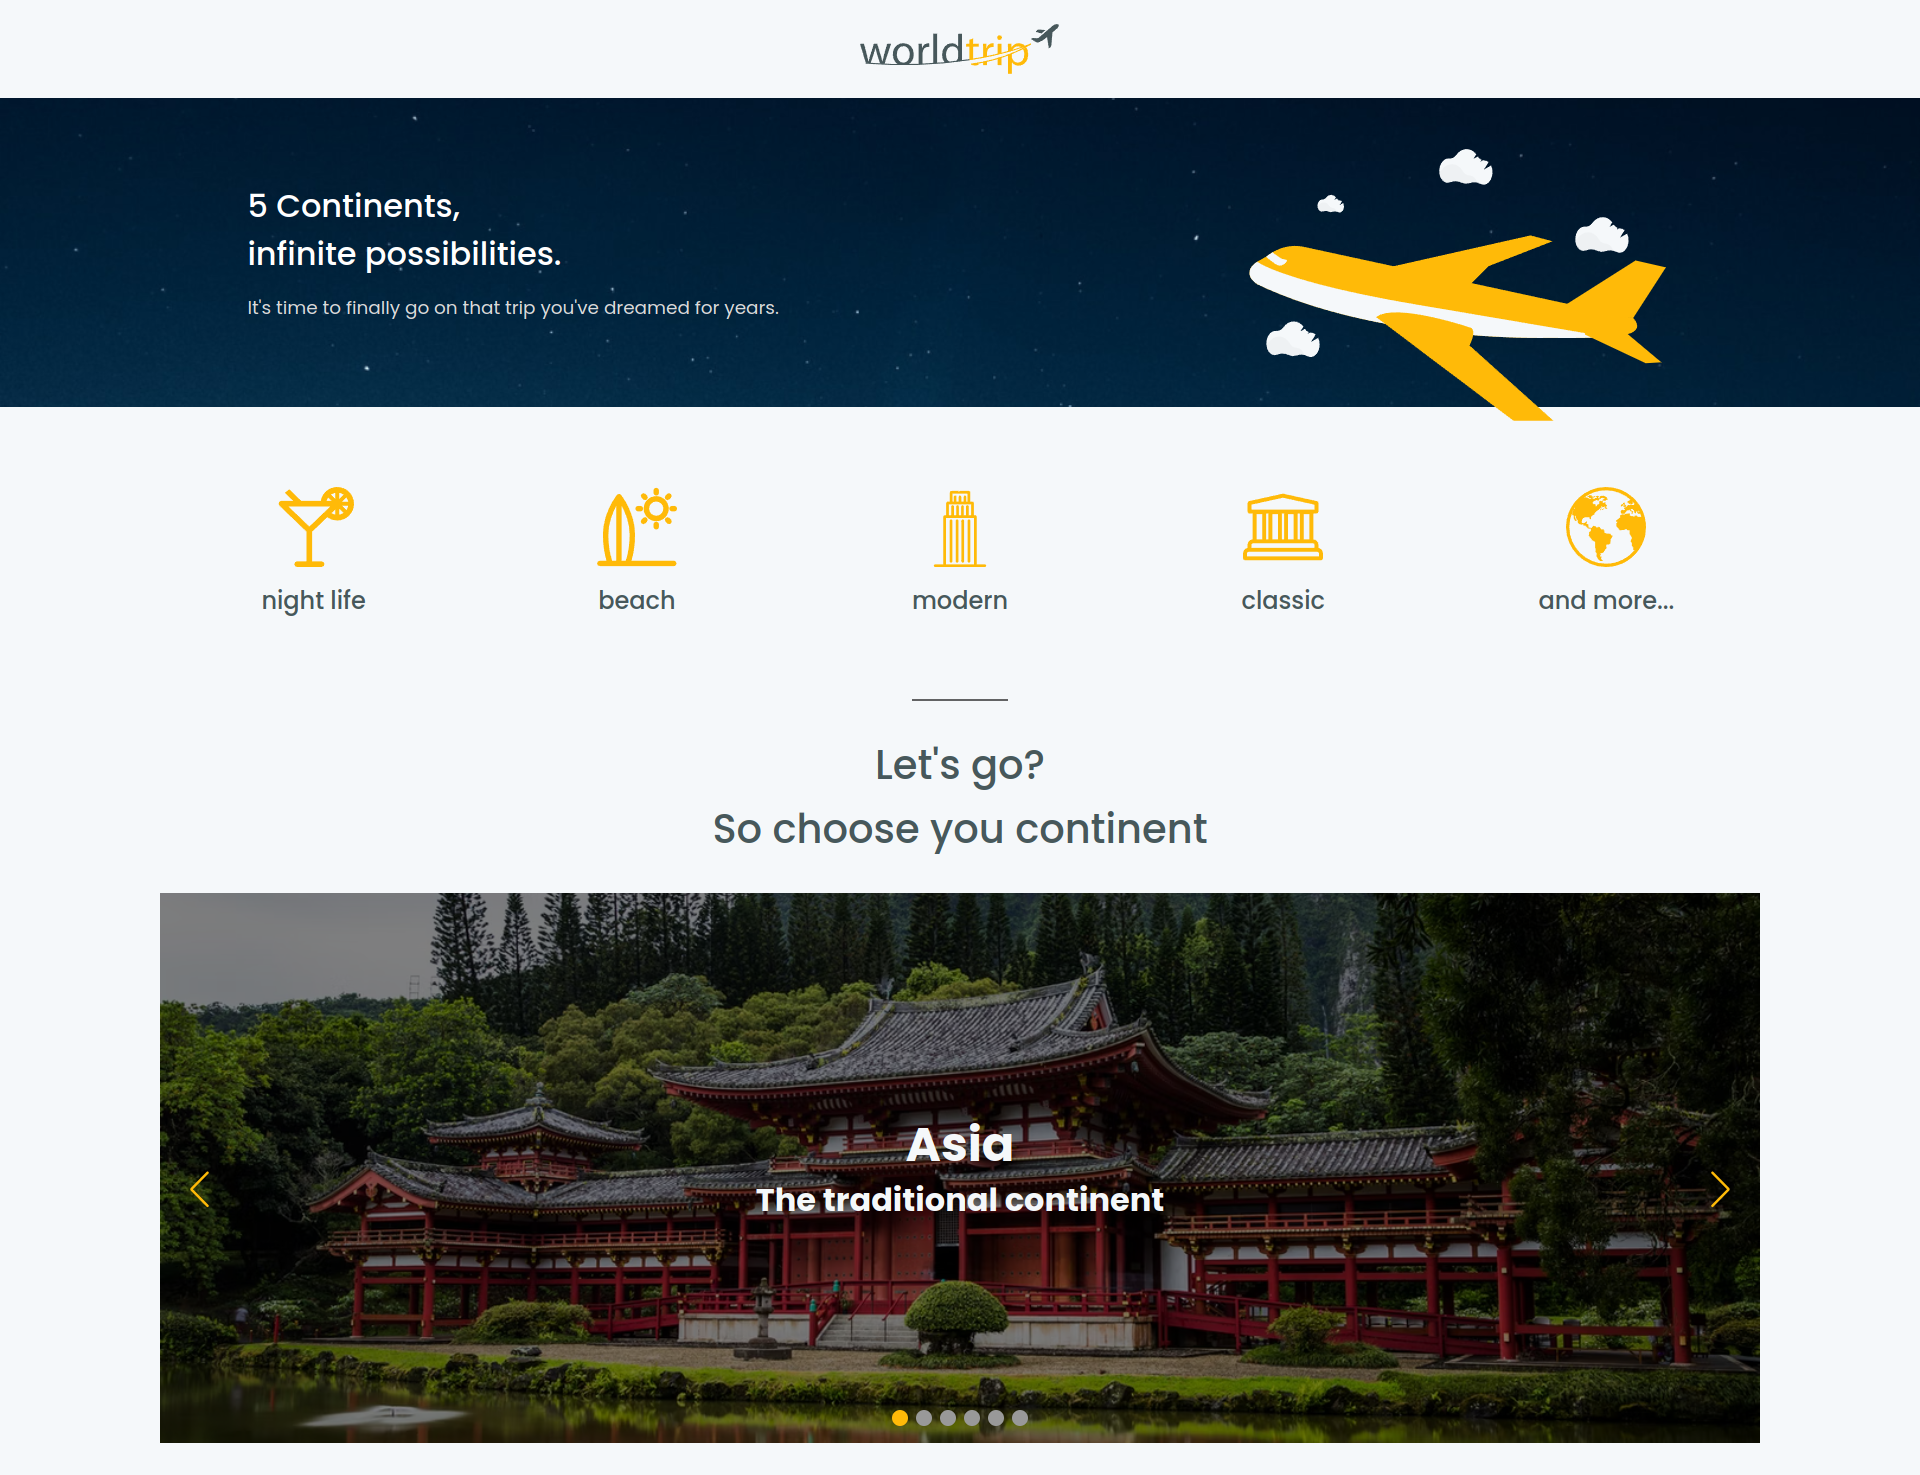 worldtrip
5 Continents,
infinite possibilities.
It's time to finally go on that trip you've dreamed for years.
night life
beach
modern
classic
and more...
Let's go?
So choose you continent
Asia
The traditional continent